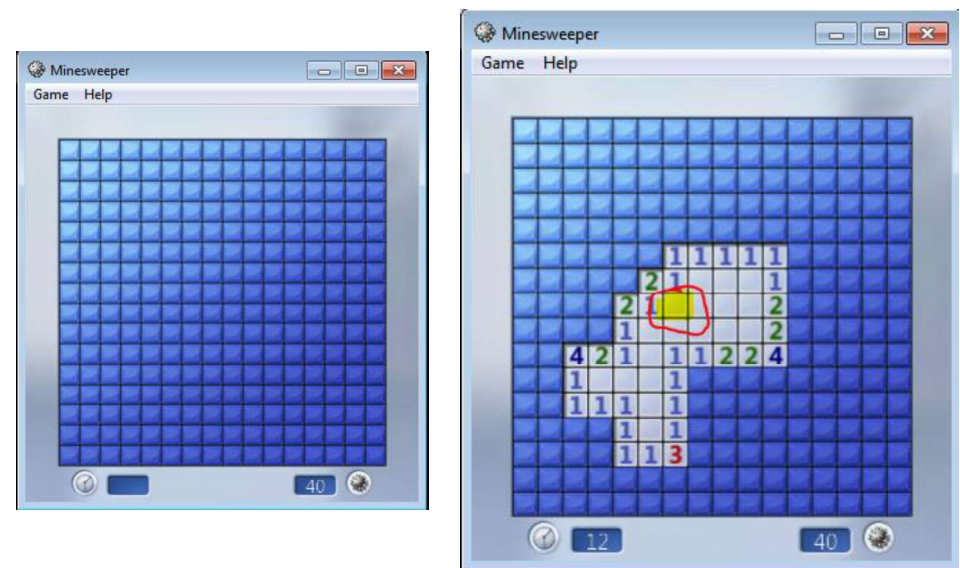 Minesweeper
Game Help
40
Minesweeper
Game Help
1 1 1 1 1
2 1 1
2 1 2
1 2
4 2 1 1 1 2 2 4
1 1
1 1 1 1
1 1
1 1 3
12 40